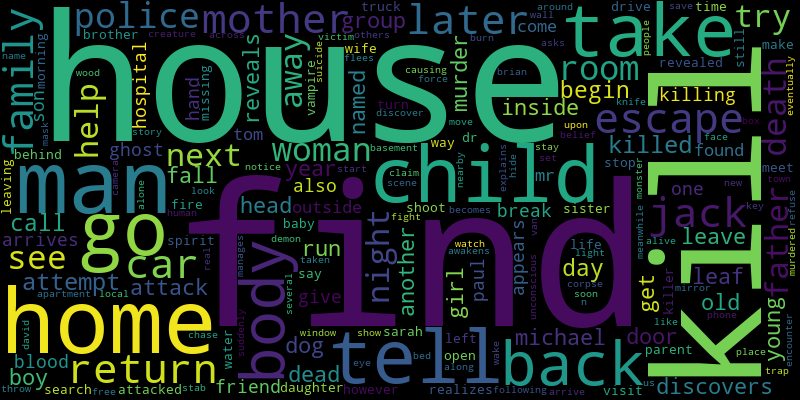 house
find
kill
home
man
go
child
take
tell
back
body
jack
escape
return
car
mother
later
police
family
father
death
woman
night
room
help
next
see
away
try
son
hospital
brother
morning
creature
across
victim
suicide
others
flees
burn
truck
around
wall
save
time
drive
people
name
wood
story
mask
behind
leaving
call
arrives
attempt
attack
blood
boy
throw
search
attacked
stab
free
david
apartment
local
chase
real
human
look
alone
camera
ghost
fall
fire
spirit
missing
hand
tom
reveals
vampire
murder
group
wife
named
turn
causing
force
discover
come
asks
brian
knife
still
revealed
make
eventually
killing
killed
found
begin
inside
year
also
outside
head
baby
demon
run
say
taken
several
give
suddenly
manages
notice
start
claim
scene
basement
nearby
another
dr
way
move
stay
explains
hide
set
upon
belief
mr
stop
face
box
one
meet
town
refuse
murdered
encounter
new
key
leave
leaf
old
young
monster
meanwhile
alive
killer
get
door
phone
mirror
like
place
trap
parent
us
visit
discovers
michael
sister
break
shoot
fight
becomes
watch
awakens
girl
paul
appears
day
life
light
corpse
soon
n
unconscious
van
dog
dead
friend
daughter
window
show
sarah
however
eye
bed
left
open
along
wake
realizes
following
arrive
water